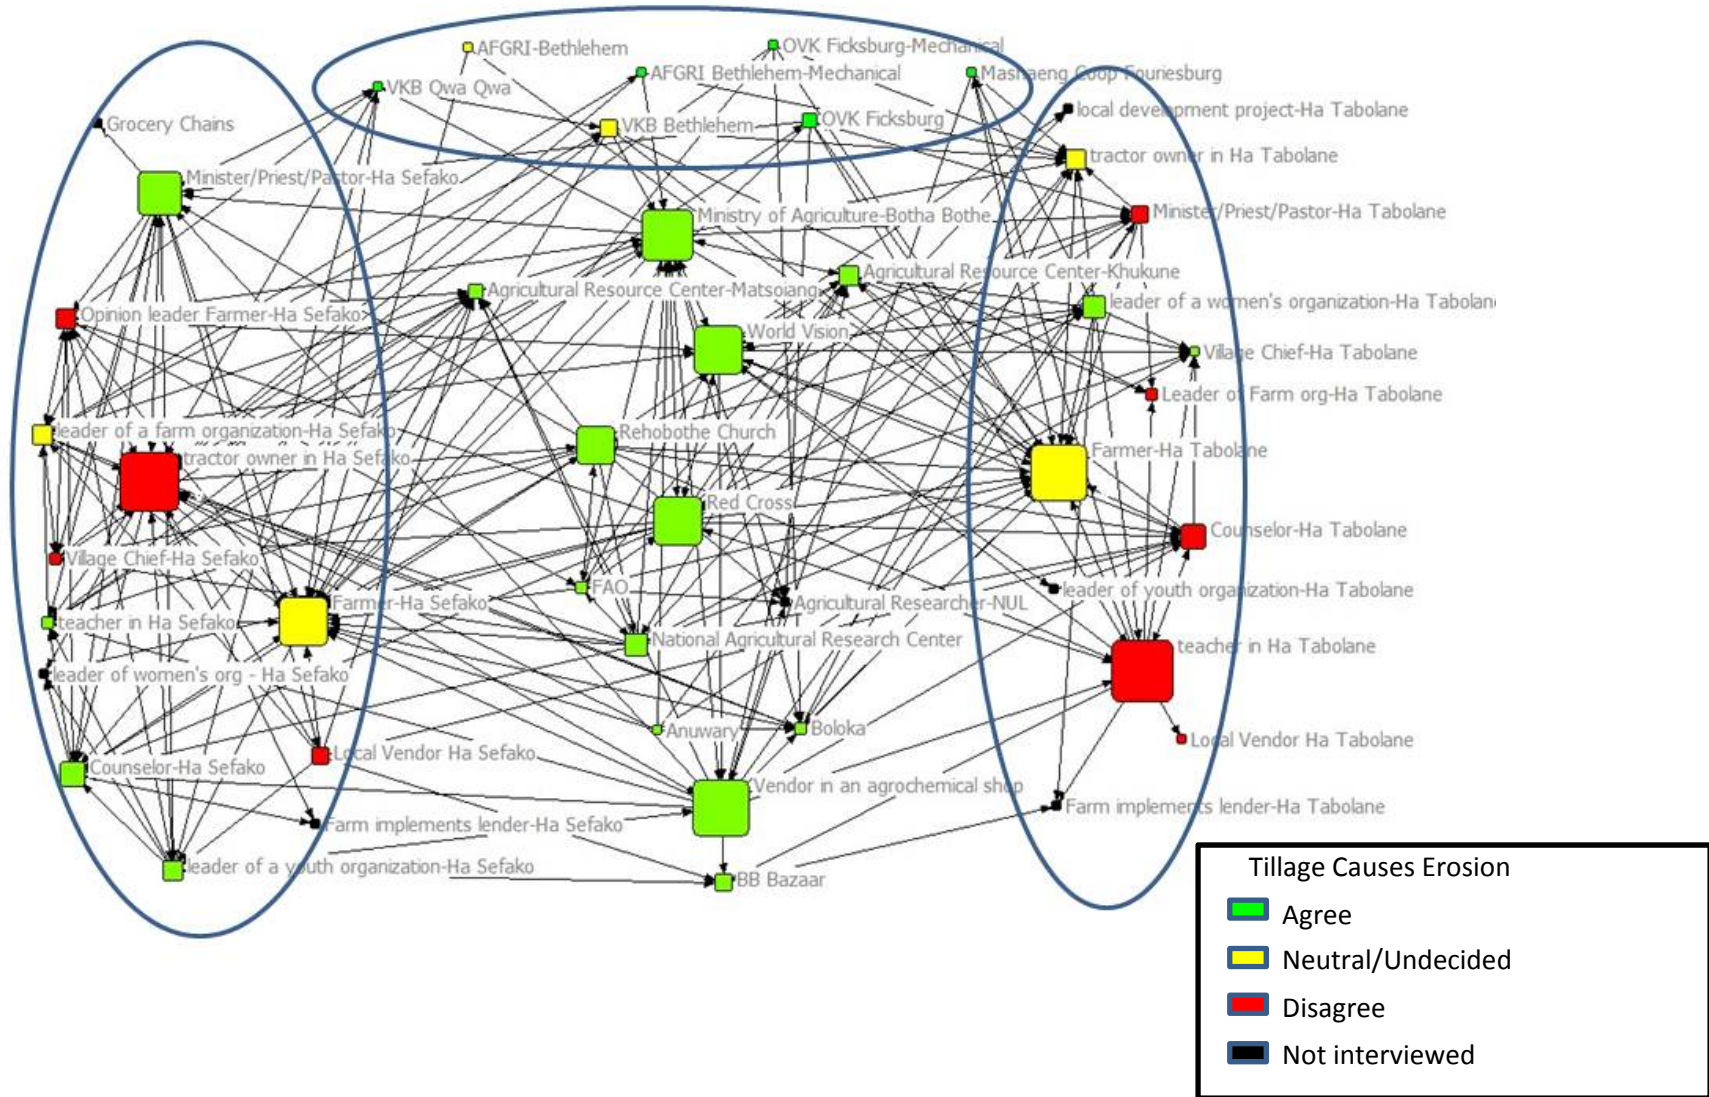 AFGRI-Bethlehem
OVK Ficksburg-Mechanical
AFGRI Bethlehem-Mechanical
Mashaeng Coop Fouriesburg
VKB Qwa Qwa
local development project-Ha Tabolane
Grocery Chains
VKB Bethlehem
OVK Ficksburg
tractor owner in Ha Tabolane
Minister/Priest/Pastor-Ha Sefako
Ministry of Agriculture-Botha Bothe
Minister/Priest/Pastor-Ha Tabolane
Agricultural Resource Center-Khukune
Agricultural Resource Center-Matsoiang
leader of a women's organization-Ha Tabolan
Opinion leader Farmer-Ha Sefako
World Vision
Village Chief-Ha Tabolane
Leader of Farm org-Ha Tabolane
leader of a farm organization-Ha Sefako
Rehobothe Church
Farmer-Ha Tabolane
tractor owner in Ha Sefako
Red Cross
Counselor-Ha Tabolane
Village Chief-Ha Sefako
FAO
leader of youth organization-Ha Tabolane
Farmer-Ha Sefako
Agricultural Researcher-NUL
teacher in Ha Sefako
National Agricultural Research Center
teacher in Ha Tabolane
leader of women's org - Ha Sefako
Anuwary
Boloka
Local Vendor Ha Tabolane
Local Vendor Ha Sefako
Counselor-Ha Sefako
Vendor in an agrochemical shop
Farm implements lender-Ha Tabolane
Farm implements lender-Ha Sefako
leader of a youth organization-Ha Sefako
BB Bazaar
Tillage Causes Erosion
Agree
Neutral/Undecided
Disagree
Not interviewed